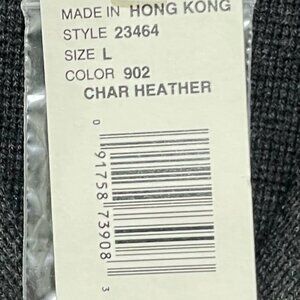 MADE IN HONG KONG
STYLE 23464
SIZE L
COLOR 902
CHAR HEATHER
0 91758 73908 3